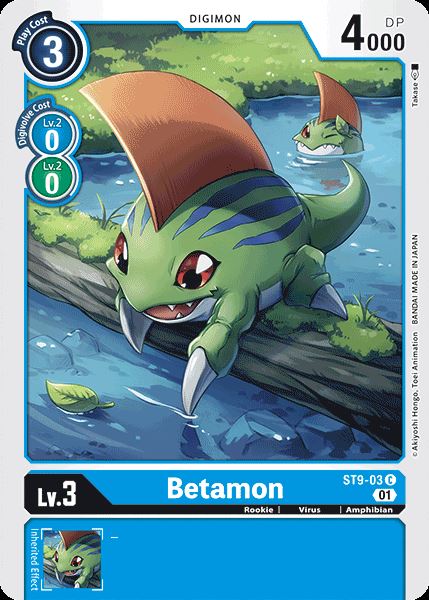 Play Cost
3
DIGIMON
DP
4000
Digivolve Cost
Lv.2
0
Lv.2
0
Takase
©Akiyoshi Hongo, Toei Animation BANDAI MADE IN JAPAN
Lv.3
Betamon
ST9-03 C
01
Rookie | Virus | Amphibian
Inherited Effect
–